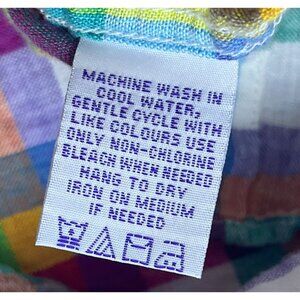 MACHINE WASH IN
COOL WATER,
GENTLE CYCLE WITH
LIKE COLOURS USE
ONLY NON-CHLORINE
BLEACH WHEN NEEDED
HANG TO DRY
IRON ON MEDIUM
IF NEEDED